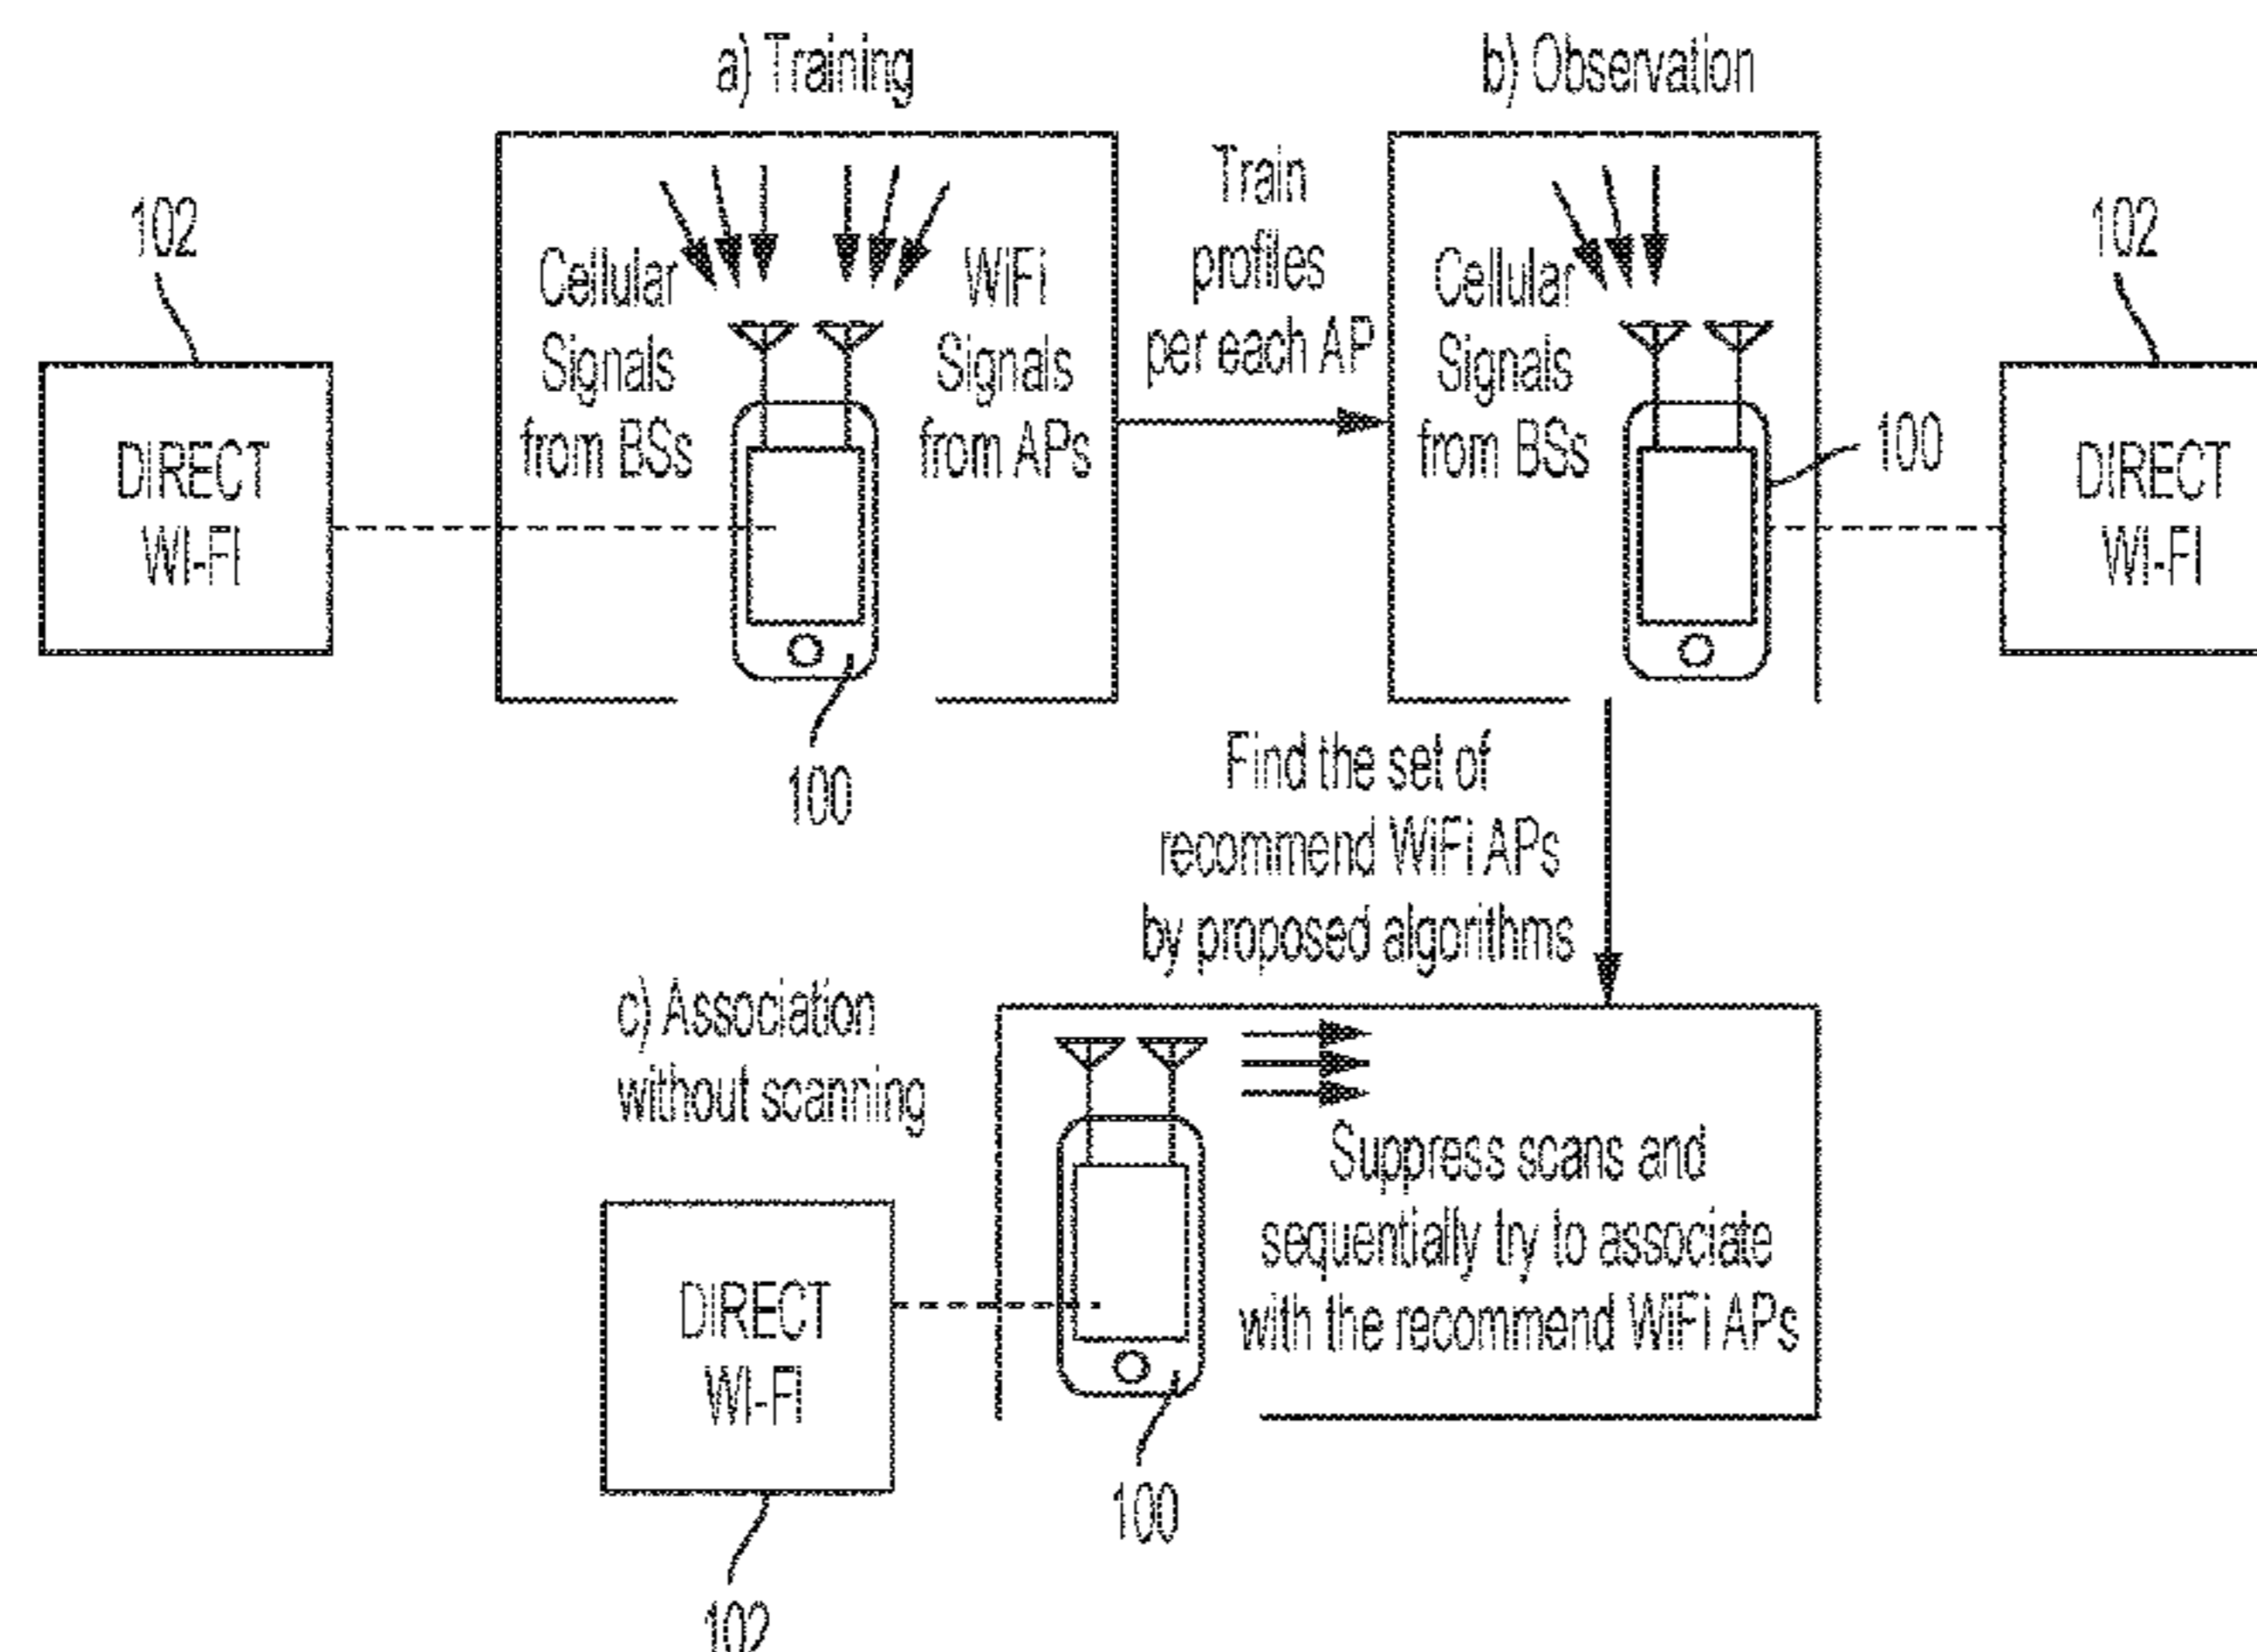 a) Training
b) Observation
102
Cellular
Signals
from BSs
WiFi
Signals
from APs
Train
profiles
per each AP
Cellular
Signals
from BSs
102
DIRECT
WI-FI
100
100
DIRECT
WI-FI
Find the set of
recommend WiFi APs
by proposed algorithms
c) Association
without scanning
Suppress scans and
sequentially try to associate
with the recommend WiFi APs
DIRECT
WI-FI
100
102